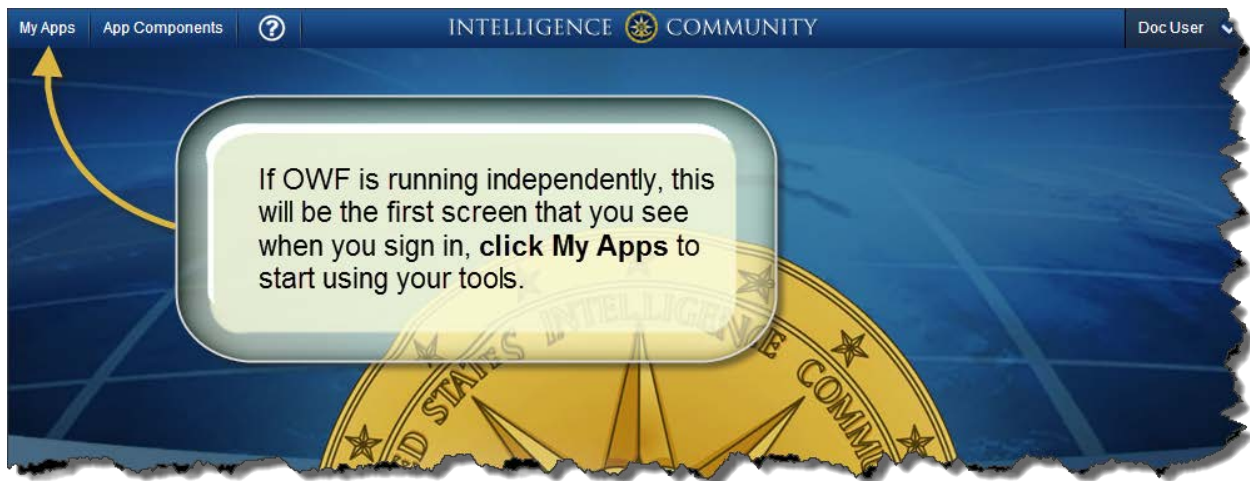 My Apps App Components ? INTELLIGENCE COMMUNITY Doc User
If OWF is running independently, this
will be the first screen that you see
when you sign in, click My Apps to
start using your tools.
STATES INTELLIGENCE COMM